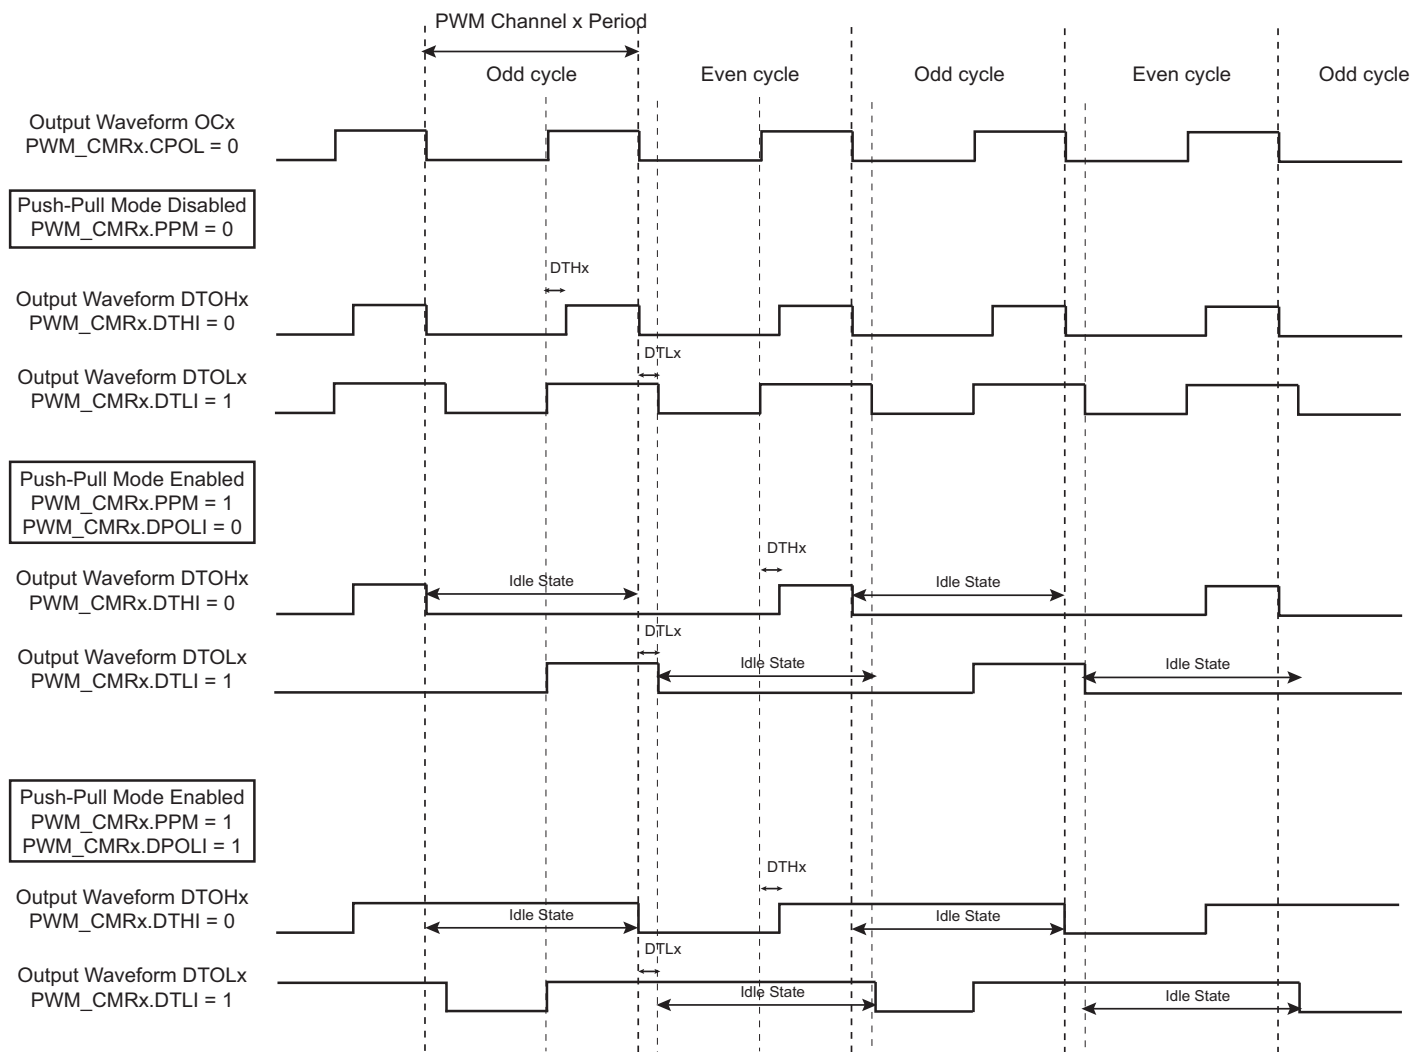 PWM Channel x Period
Odd cycle
Even cycle
Odd cycle
Even cycle
Odd cycle
Output Waveform OCx
PWM_CMRx.CPOL = 0
Push-Pull Mode Disabled
PWM_CMRx.PPM = 0
DTHx
Output Waveform DTOHx
PWM_CMRx.DTHI = 0
DTLx
Output Waveform DTOLx
PWM_CMRx.DTLI = 1
Push-Pull Mode Enabled
PWM_CMRx.PPM = 1
PWM_CMRx.DPOLI = 0
DTHx
Output Waveform DTOHx
PWM_CMRx.DTHI = 0
Idle State
Idle State
DTLx
Output Waveform DTOLx
PWM_CMRx.DTLI = 1
Idle State
Idle State
Push-Pull Mode Enabled
PWM_CMRx.PPM = 1
PWM_CMRx.DPOLI = 1
DTHx
Output Waveform DTOHx
PWM_CMRx.DTHI = 0
Idle State
Idle State
DTLx
Output Waveform DTOLx
PWM_CMRx.DTLI = 1
Idle State
Idle State